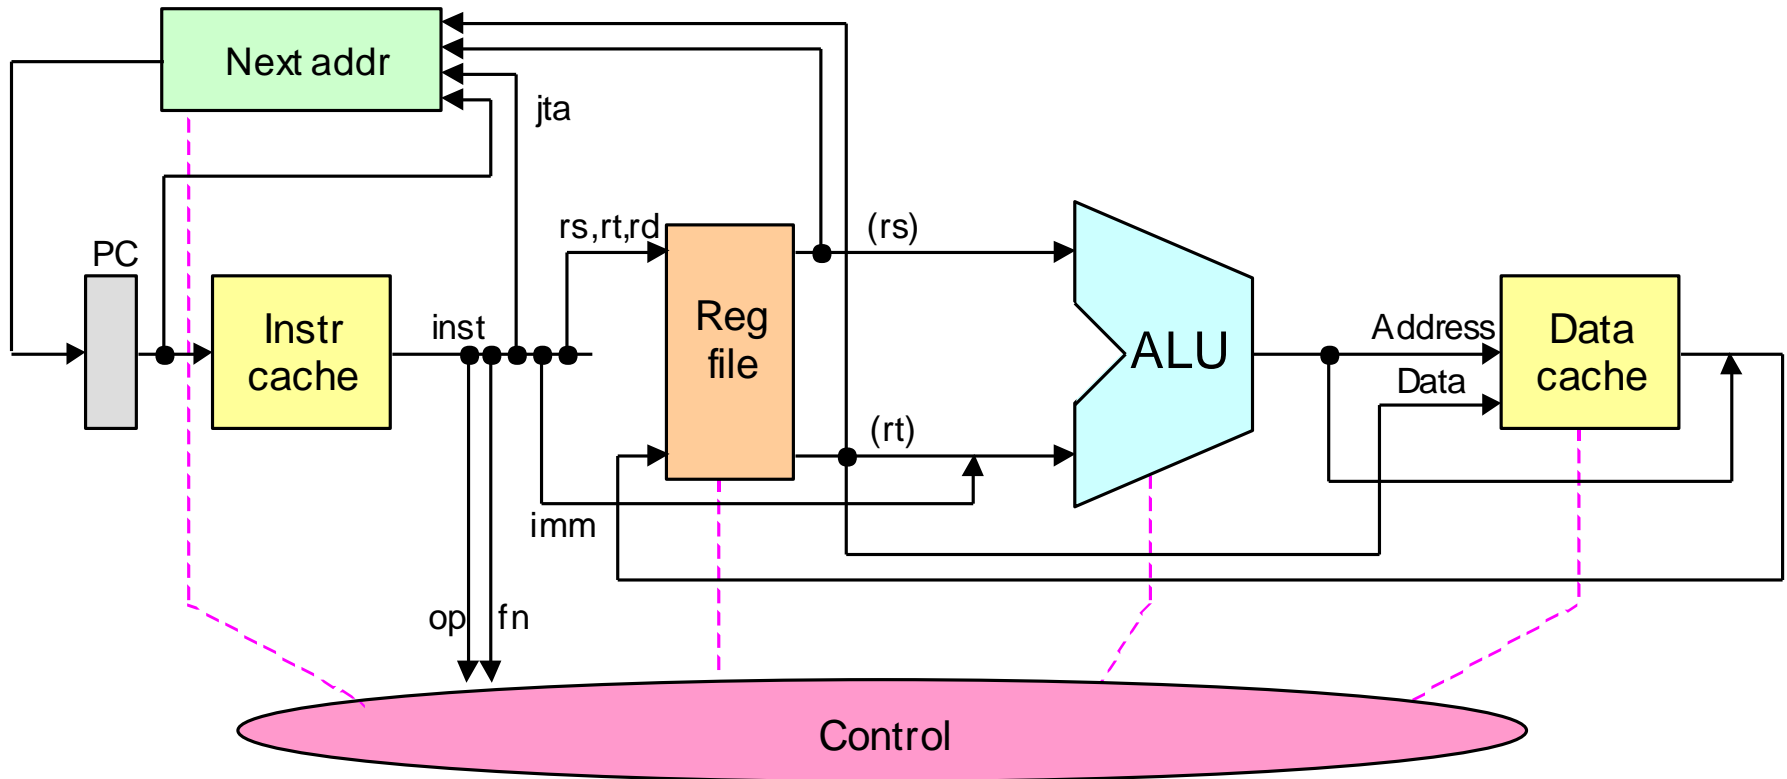 Next addr
jta
rs,rt,rd
(rs)
PC
Instr
cache
inst
Reg
file
ALU
Address
Data
Data
cache
(rt)
imm
op
fn
Control